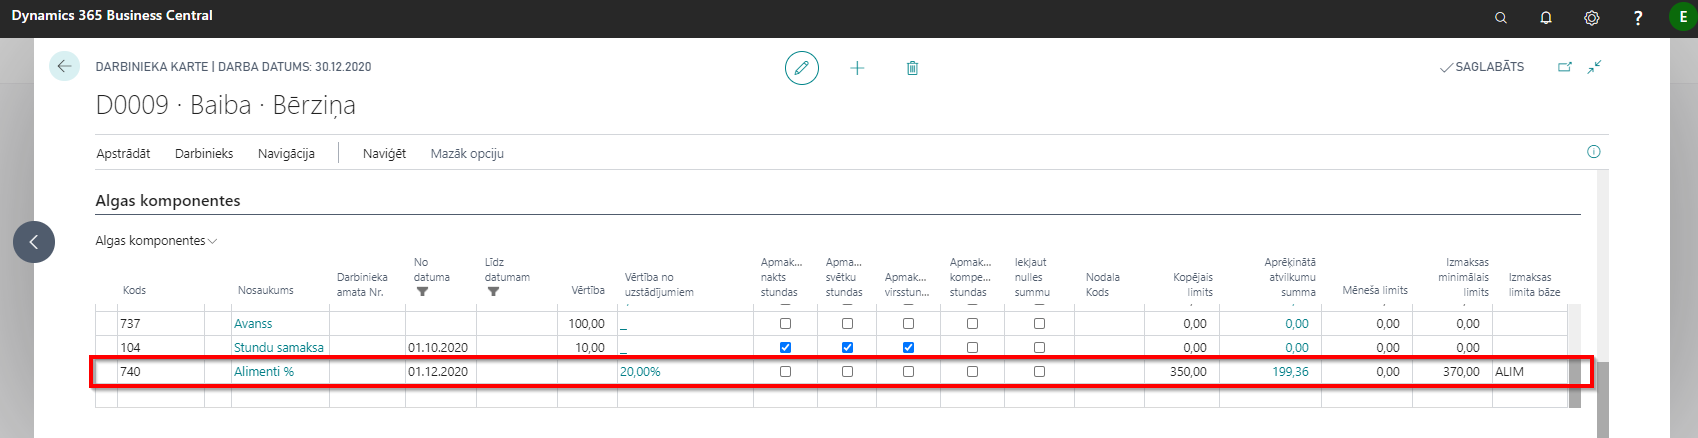 Dynamics 365 Business Central
?
E
DARBINIEKA KARTE | DARBA DATUMS: 30.12.2020
SAGLABĀTS
D0009 · Baiba · Bērziņa
Apstrādāt Darbinieks Navigācija Naviģēt Mazāk opciju
Algas komponentes
Algas komponentes
Kods
Nosaukums
Darbinieka
amata Nr.
No
datuma
Līdz
datumam
Vērtība
Vērtība no
uzstādījumiem
Apmak...
nakts
stundas
Apma...
svētku
stundas
Apmak...
virsstun...
Apmak...
kompe...
stundas
Iekļaut
nulles
summu
Nodaļa
Kods
Kopējais
limits
Aprēķinātā
atvilkumu
summa
Mēneša limits
Izmaksas
minimālais
limits
Izmaksas
limita bāze
737 Avanss 100,00 _ 0,00 0,00 0,00 0,00
104 Stundu samaksa 01.10.2020 10,00 _ 0,00 0,00 0,00 0,00
740 Alimenti % 01.12.2020 20,00% 350,00 199,36 0,00 370,00 ALIM